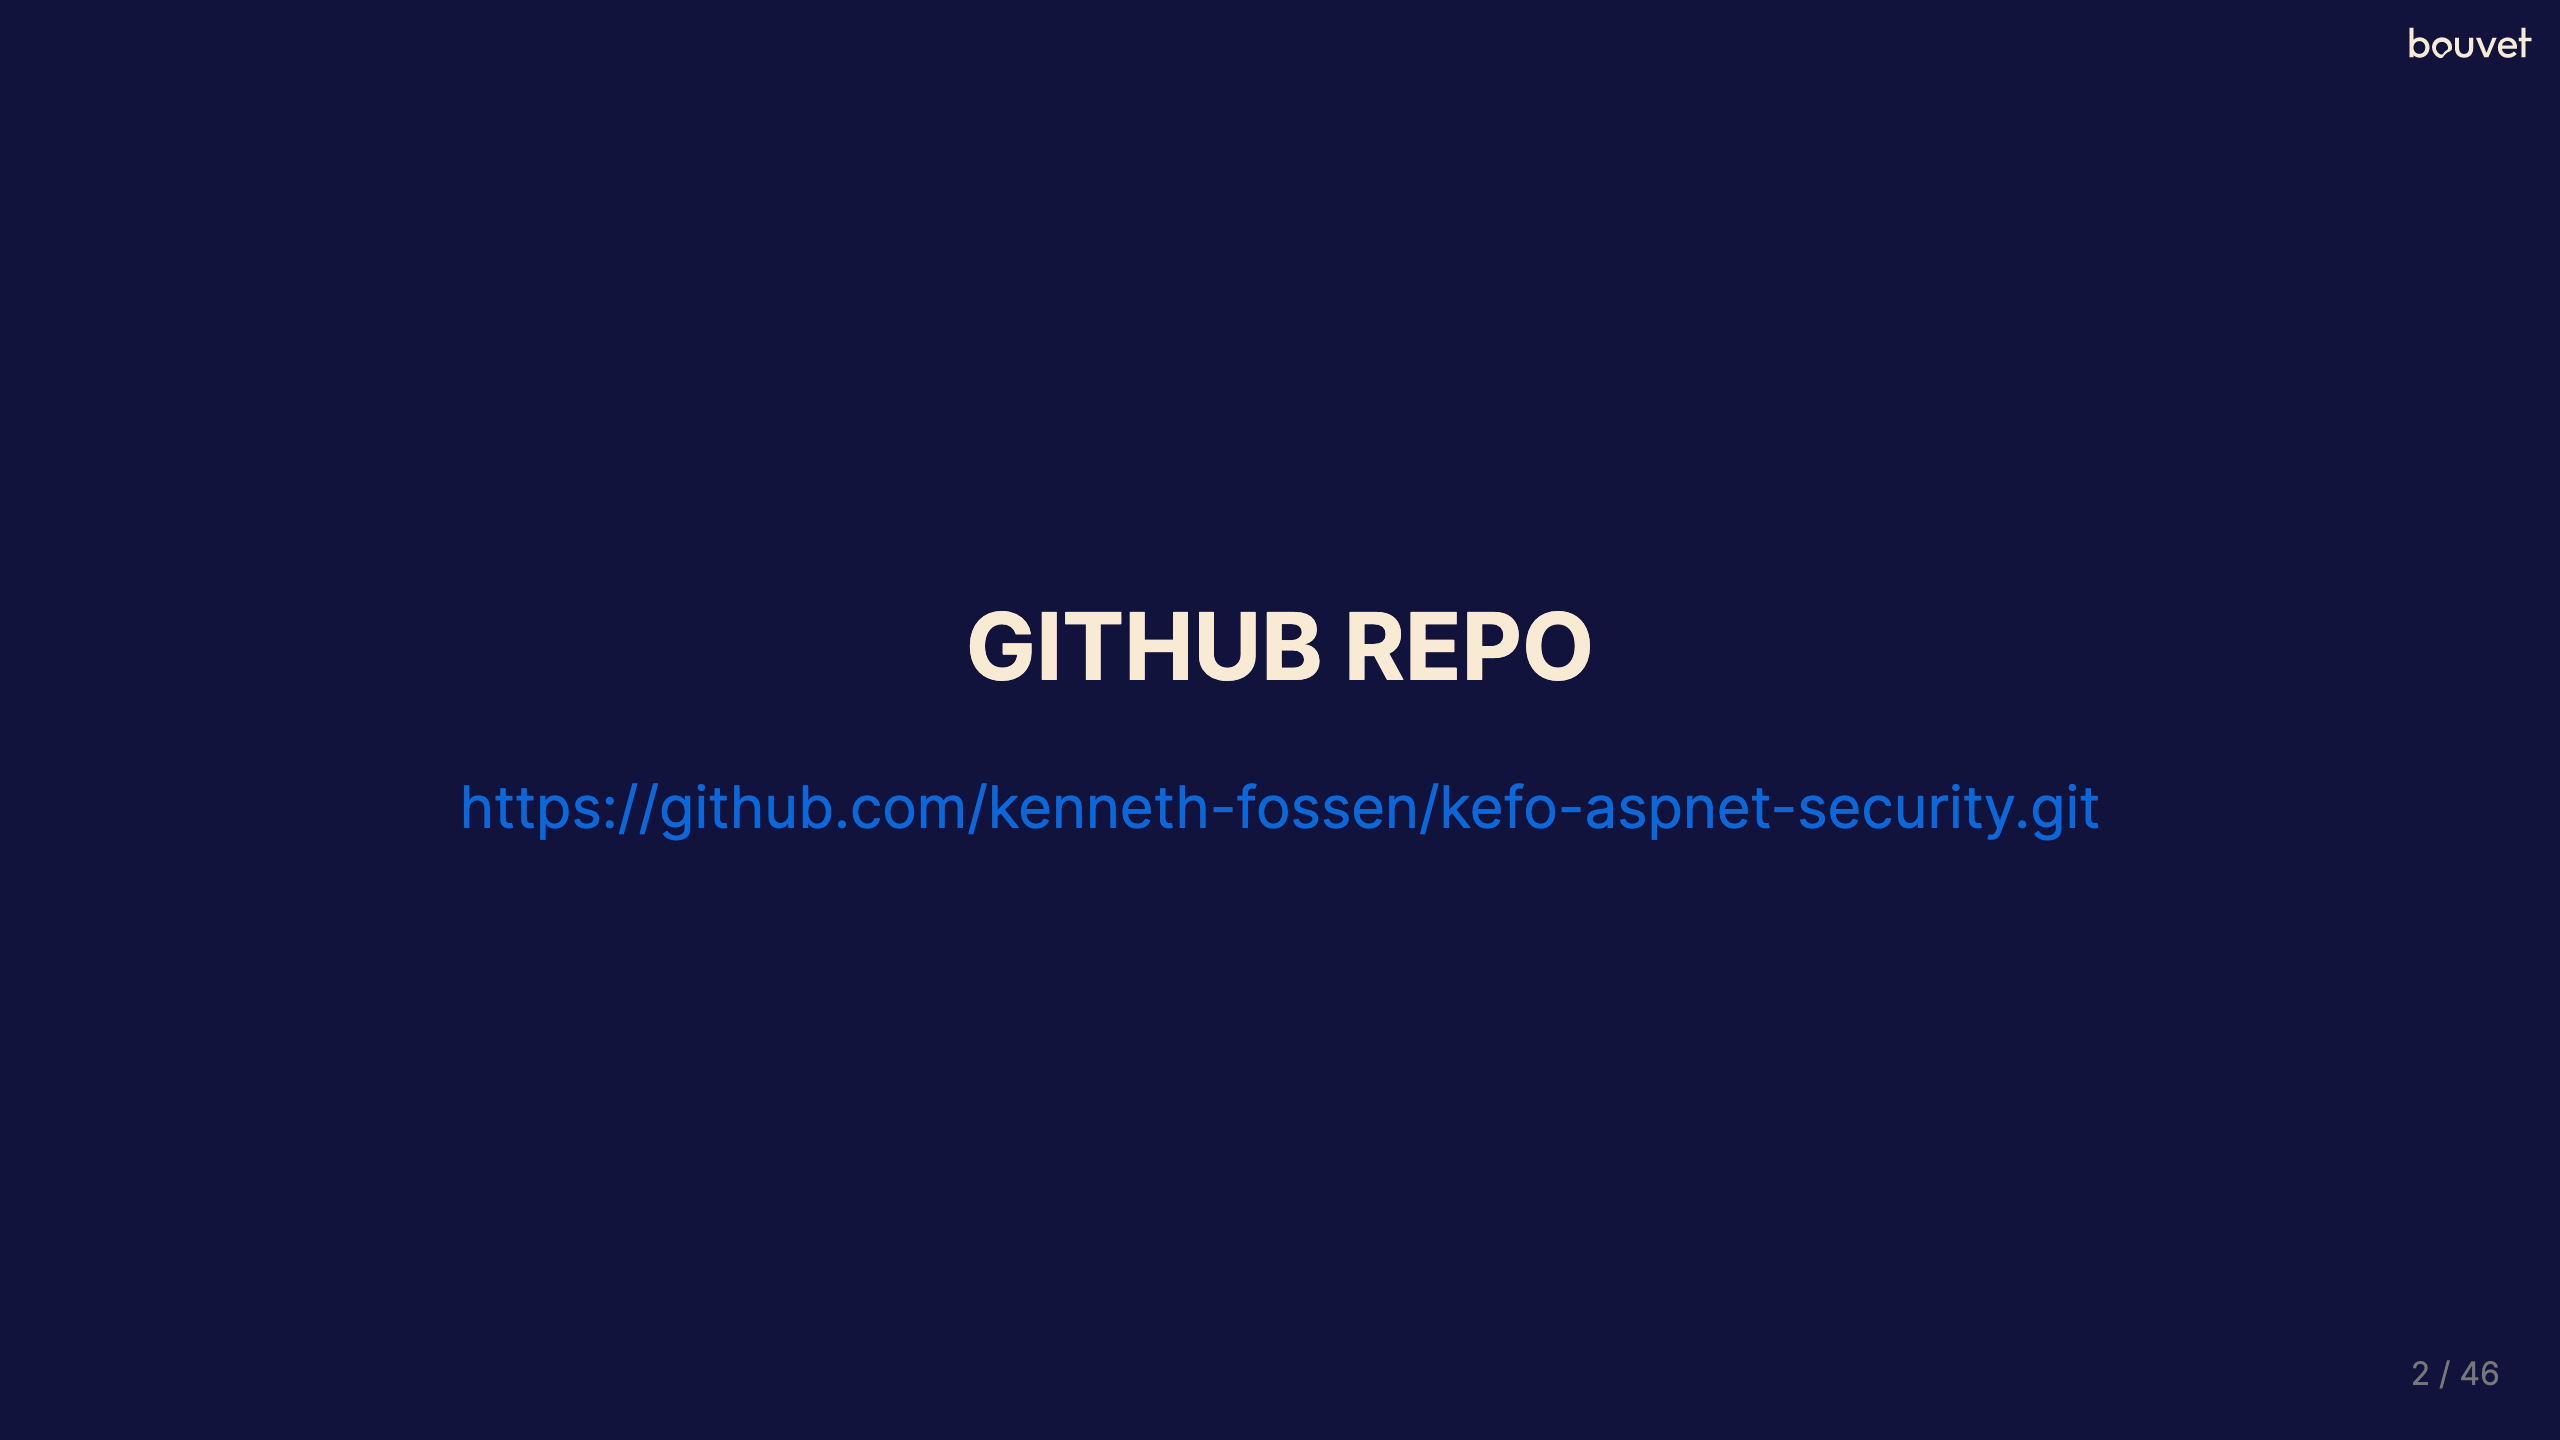 bouvet
GITHUB REPO
https://github.com/kenneth-fossen/kefo-aspnet-security.git
2 / 46